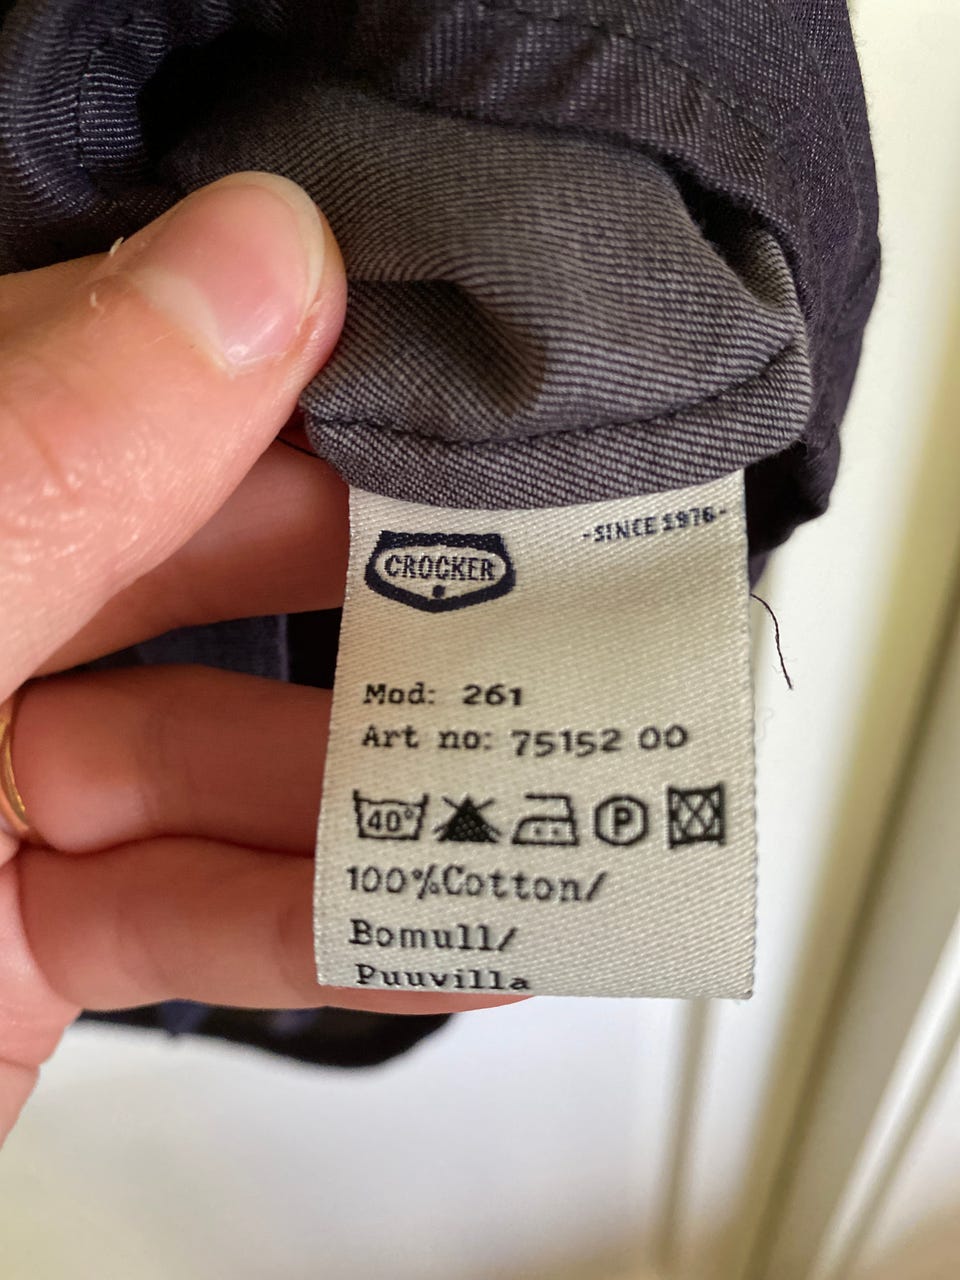 CROCKER
-SINCE 1976-
Mod: 261
Art no: 75152 00
40° P
100%Cotton/
Bomull/
Puuvilla